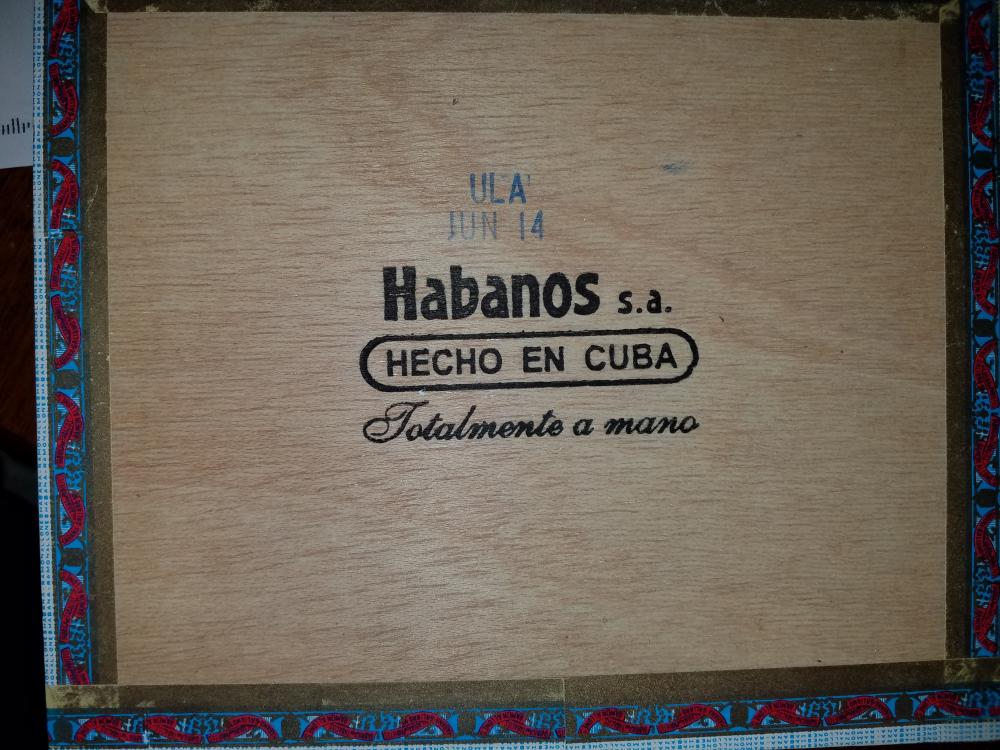 ULA
JUN 14
Habanos s.a.
HECHO EN CUBA
Totalmente a mano